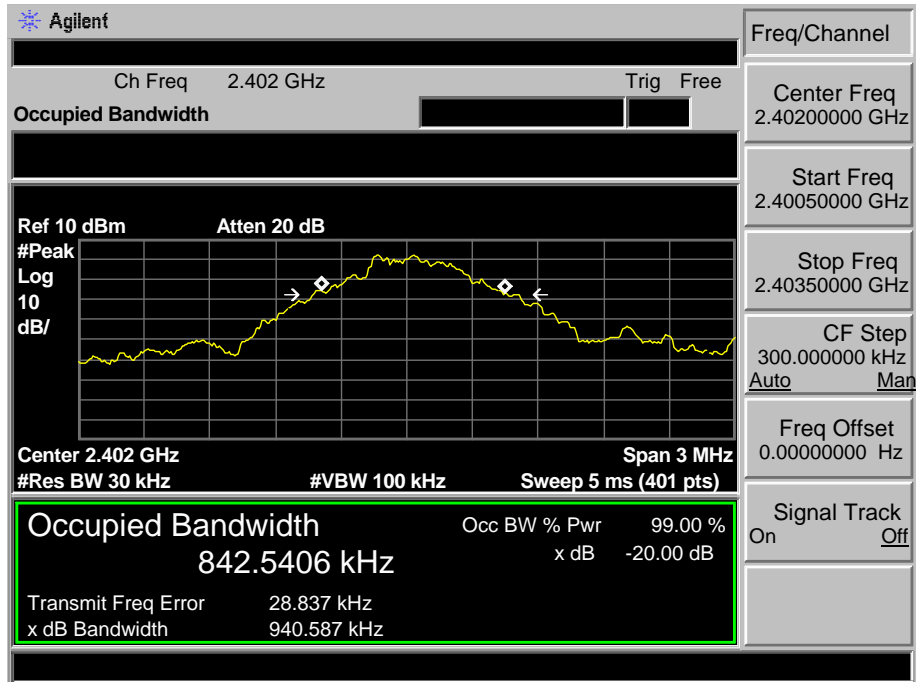 Agilent
Freq/Channel
Ch Freq 2.402 GHz Trig Free
Occupied Bandwidth
Center Freq
2.40200000 GHz
Start Freq
2.40050000 GHz
Stop Freq
2.40350000 GHz
CF Step
300.000000 kHz
Auto Man
Freq Offset
0.00000000 Hz
Signal Track
On Off
Ref 10 dBm Atten 20 dB
#Peak
Log
10
dB/
Center 2.402 GHz Span 3 MHz
#Res BW 30 kHz #VBW 100 kHz Sweep 5 ms (401 pts)
Occupied Bandwidth Occ BW % Pwr 99.00 %
842.5406 kHz x dB -20.00 dB
Transmit Freq Error 28.837 kHz
x dB Bandwidth 940.587 kHz